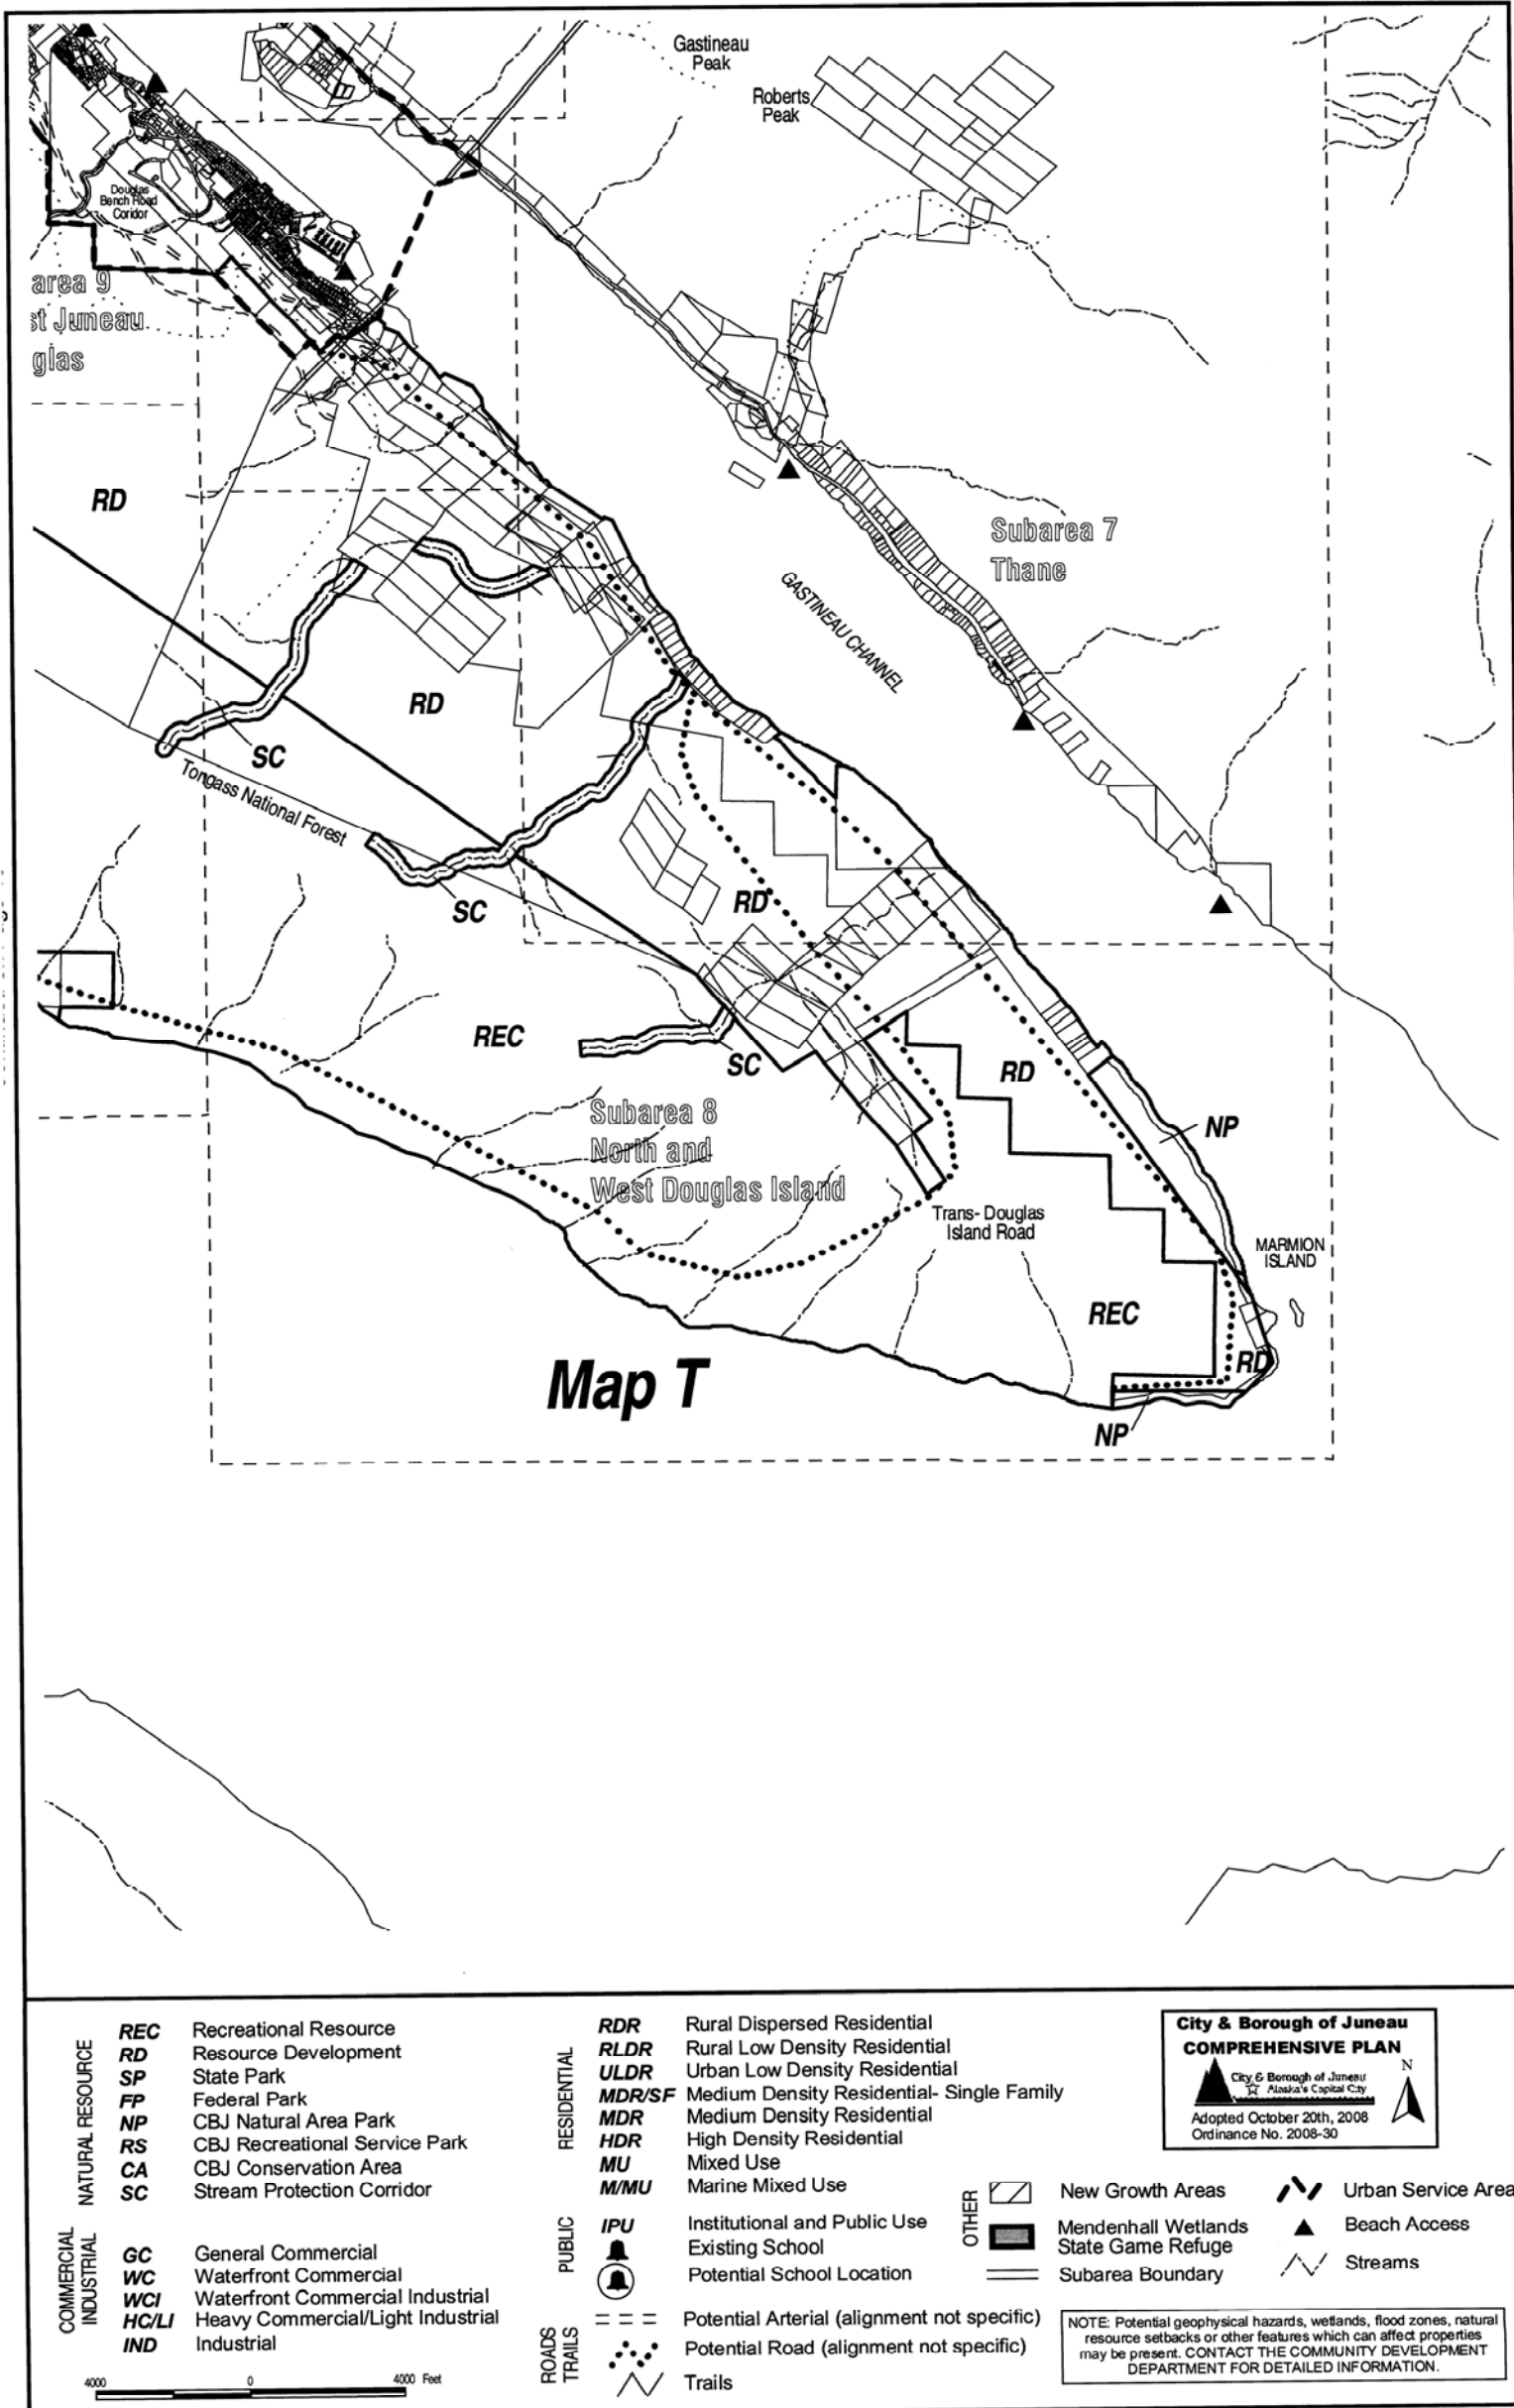 Gastineau
Peak
Roberts
Peak
Douglas
Bench Road
Coridor
area 9
st Juneau
glas
RD
Subarea 7
Thane
GASTINEAU CHANNEL
RD
SC
Tongass National Forest
RD
SC
REC
SC
RD
NP
Subarea 8
North and
West Douglas Island
Trans- Douglas
Island Road
MARMION
ISLAND
REC
RD
Map T
NP
NATURAL RESOURCE
REC Recreational Resource
RD Resource Development
SP State Park
FP Federal Park
NP CBJ Natural Area Park
RS CBJ Recreational Service Park
CA CBJ Conservation Area
SC Stream Protection Corridor
COMMERCIAL
INDUSTRIAL
GC General Commercial
WC Waterfront Commercial
WCI Waterfront Commercial Industrial
HC/LI Heavy Commercial/Light Industrial
IND Industrial
4000 0 4000 Feet
RESIDENTIAL
RDR Rural Dispersed Residential
RLDR Rural Low Density Residential
ULDR Urban Low Density Residential
MDR/SF Medium Density Residential- Single Family
MDR Medium Density Residential
HDR High Density Residential
MU Mixed Use
M/MU Marine Mixed Use
PUBLIC
IPU Institutional and Public Use
Existing School
Potential School Location
ROADS
TRAILS
Potential Arterial (alignment not specific)
Potential Road (alignment not specific)
Trails
OTHER
New Growth Areas
Mendenhall Wetlands
State Game Refuge
Subarea Boundary
Urban Service Area
Beach Access
Streams
City & Borough of Juneau
COMPREHENSIVE PLAN
City & Borough of Juneau
Alaska's Capital City
N
Adopted October 20th, 2008
Ordinance No. 2008-30
NOTE: Potential geophysical hazards, wetlands, flood zones, natural
resource setbacks or other features which can affect properties
may be present. CONTACT THE COMMUNITY DEVELOPMENT
DEPARTMENT FOR DETAILED INFORMATION.